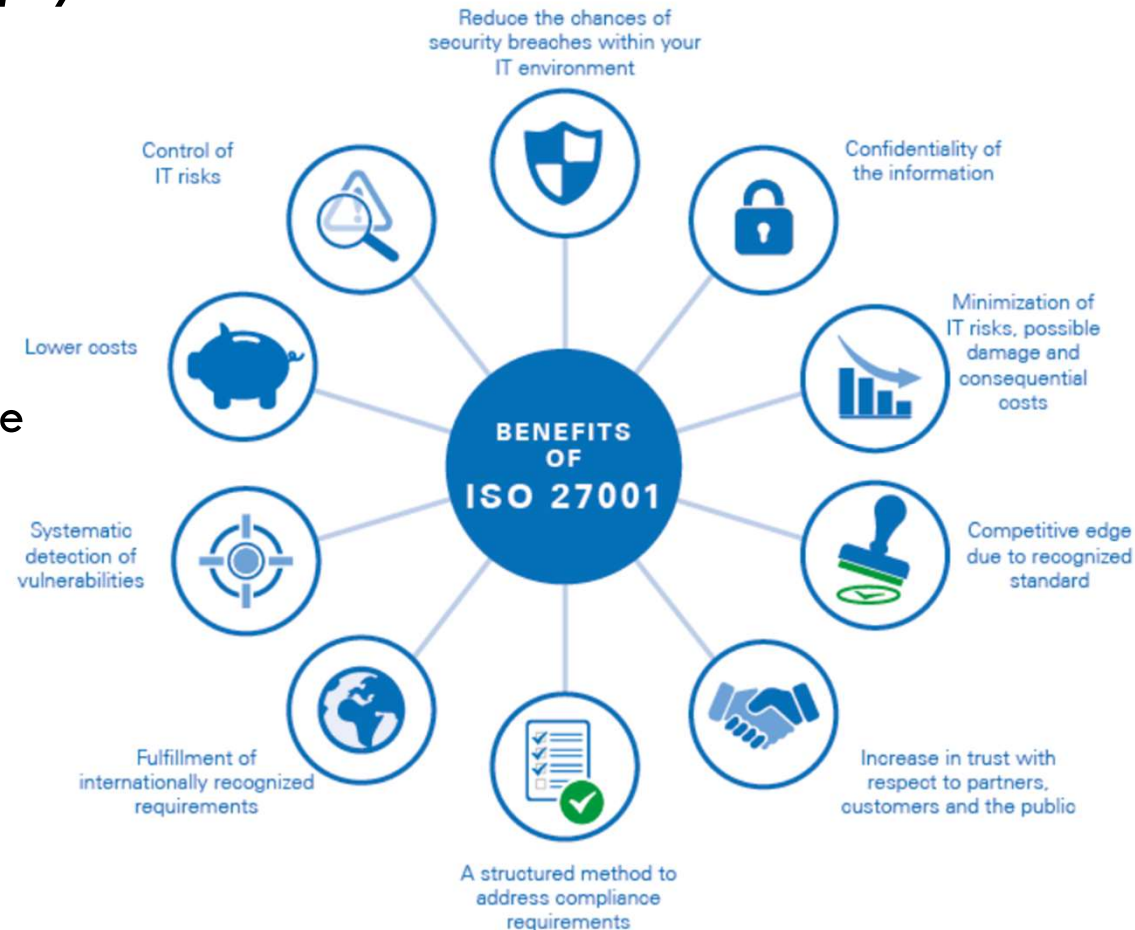 Reduce the chances of
security breaches within your
IT environment
Control of
IT risks
Confidentiality of
the information
Minimization of
IT risks, possible
damage and
consequential
costs
Lower costs
e
BENEFITS
OF
ISO 27001
Systematic
detection of
vulnerabilities
Competitive edge
due to recognized
standard
Fulfillment of
internationally recognized
requirements
Increase in trust with
respect to partners,
customers and the public
A structured method to
address compliance
requirements